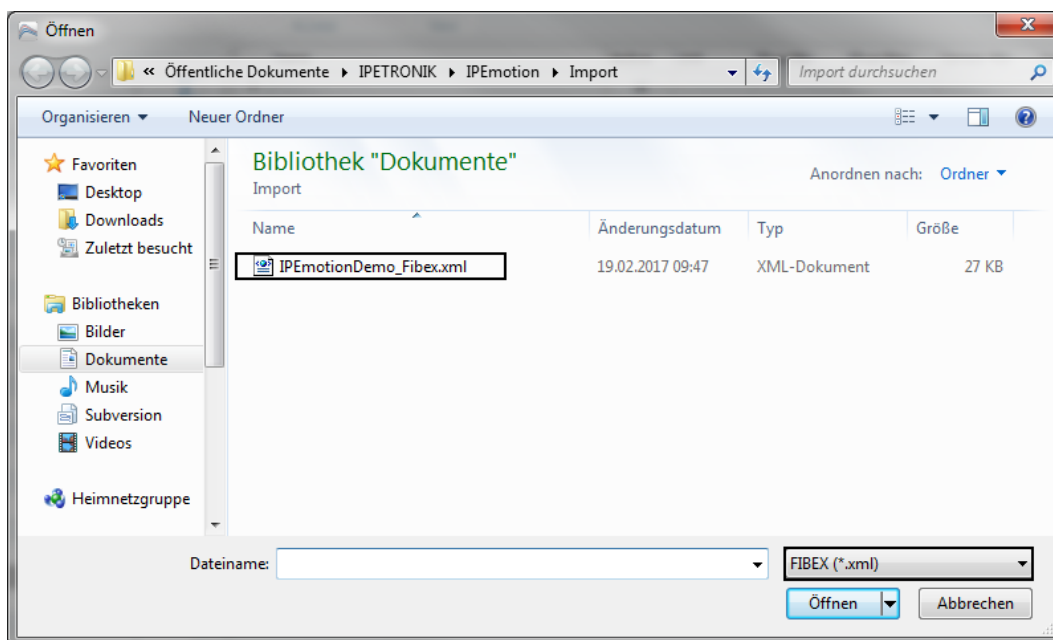 Öffnen
« Öffentliche Dokumente ▸ IPETRONIK ▸ IPEmotion ▸ Import
Import durchsuchen
Organisieren
Neuer Ordner
Favoriten
Desktop
Downloads
Zuletzt besucht
Bibliotheken
Bilder
Dokumente
Musik
Subversion
Videos
Heimnetzgruppe
Bibliothek "Dokumente"
Import
Anordnen nach: Ordner
Name Änderungsdatum Typ Größe
IPEmotionDemo_Fibex.xml 19.02.2017 09:47 XML-Dokument 27 KB
Dateiname:
FIBEX (*.xml)
Öffnen Abbrechen